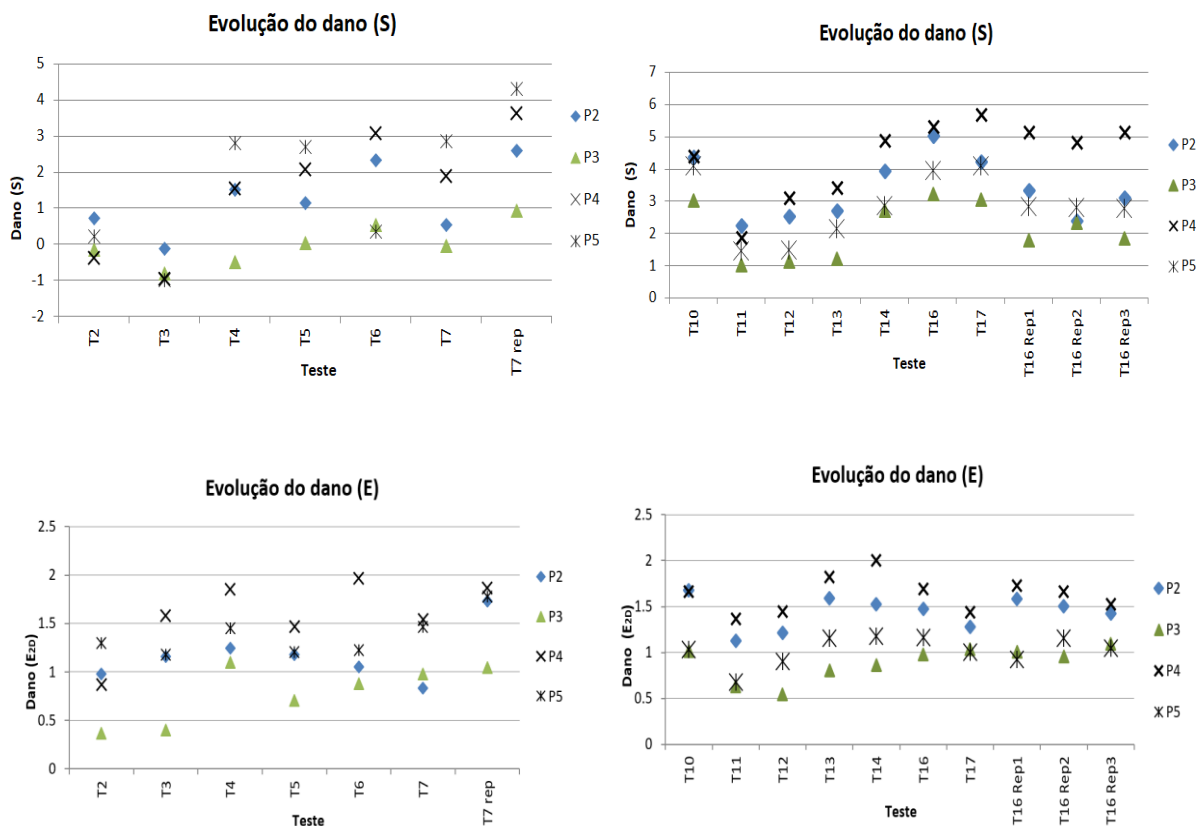 Evolução do dano (S)
5
4
3
2
1
0
-1
-2
Dano (S)
T2
T3
T4
T5
T6
T7
T7 rep
Teste
P2
P3
P4
P5
Evolução do dano (S)
7
6
5
4
3
2
1
0
Dano (S)
T10
T11
T12
T13
T14
T16
T17
T16 Rep1
T16 Rep2
T16 Rep3
Teste
P2
P3
P4
P5
Evolução do dano (E)
2.5
2
1.5
1
0.5
0
Dano (E2D)
T2
T3
T4
T5
T6
T7
T7 rep
Teste
P2
P3
P4
P5
Evolução do dano (E)
2.5
2
1.5
1
0.5
0
Dano (E2D)
T10
T11
T12
T13
T14
T16
T17
T16 Rep1
T16 Rep2
T16 Rep3
Teste
P2
P3
P4
P5